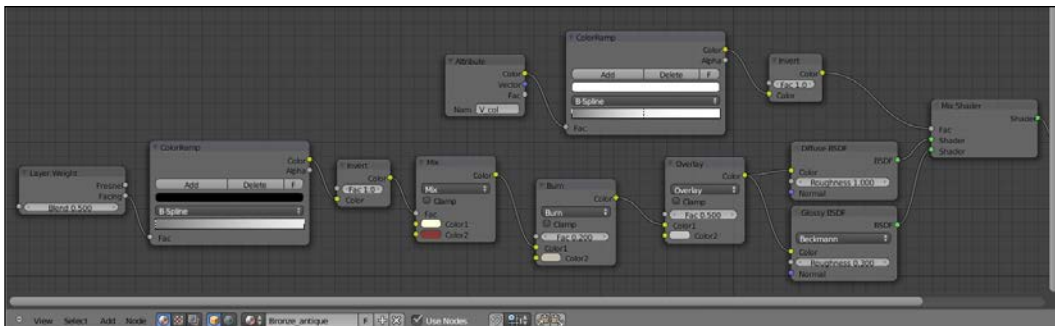 ColorRamp
Color
Alpha
Add Delete F
B-Spline
Fac
Attribute
Color
Vector
Fac
Nam: V_col
Invert
Color
Fac 1.0
Color
Mix Shader
Shader
Fac
Shader
Shader
Layer Weight
Fresnel
Facing
Blend 0.500
ColorRamp
Color
Alpha
Add Delete F
B-Spline
Fac
Invert
Color
Fac 1.0
Color
Mix
Color
Mix
Clamp
Fac
Color1
Color2
Burn
Color
Burn
Clamp
Fac 0.200
Color1
Color2
Overlay
Color
Overlay
Clamp
Fac 0.500
Color1
Color2
Diffuse BSDF
BSDF
Color
Roughness 1.000
Normal
Glossy BSDF
BSDF
Beckmann
Color
Roughness 0.300
Normal
View Select Add Node Bronze_antique F Use Nodes